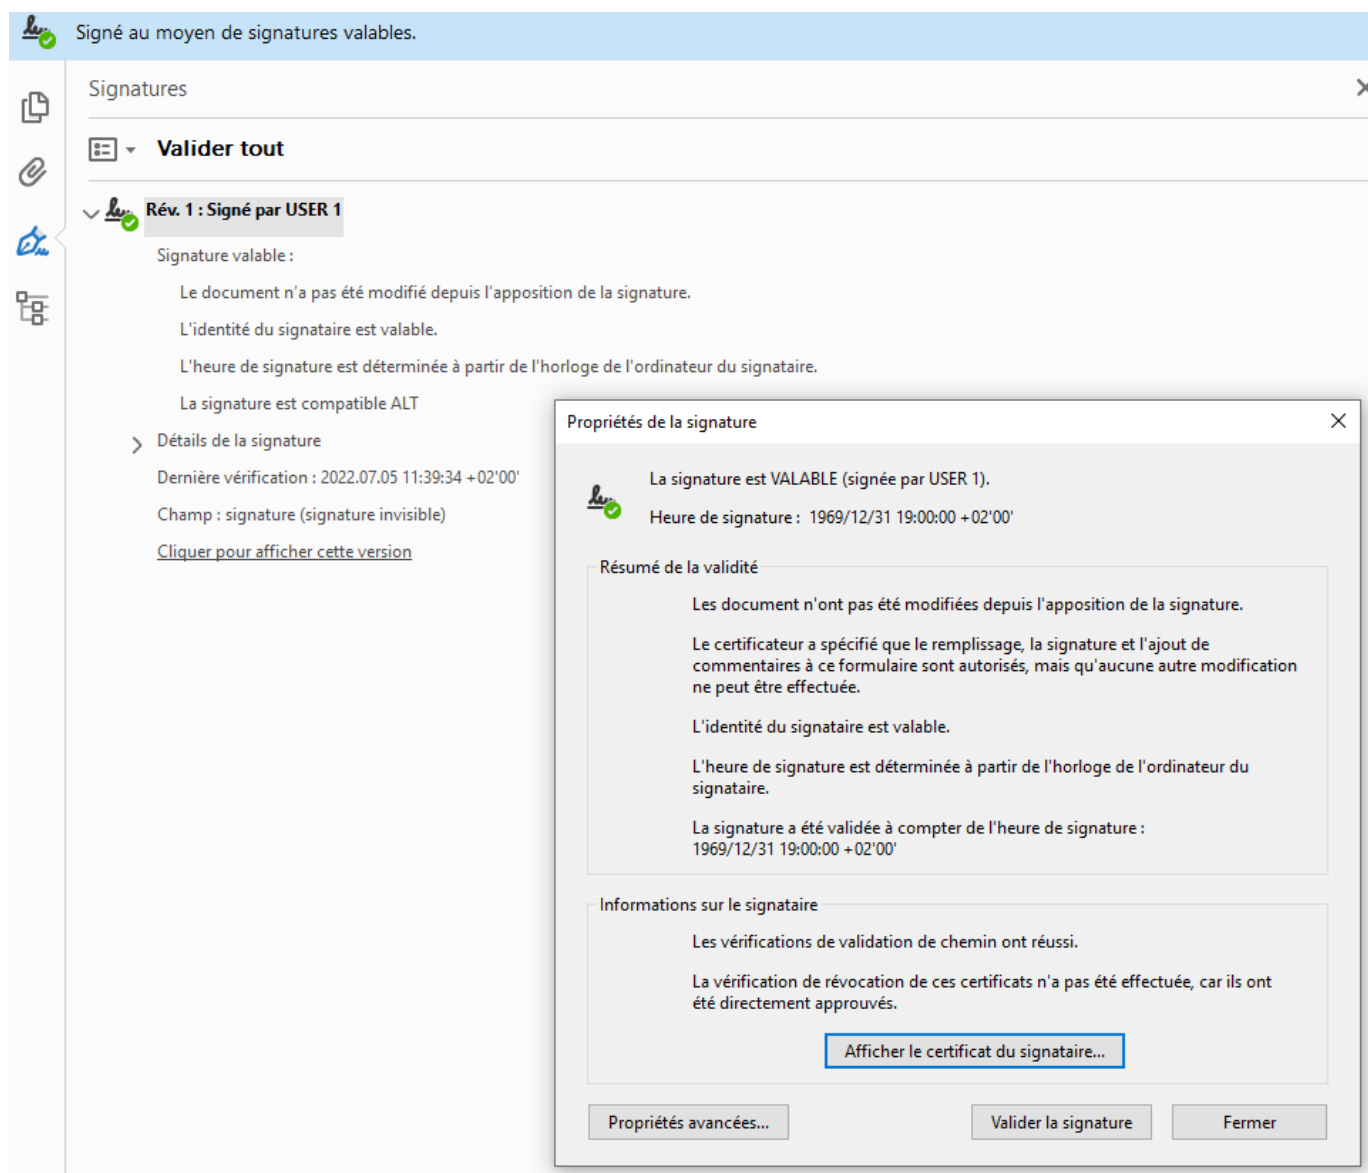 Signé au moyen de signatures valables.
Signatures
Valider tout
Rév. 1 : Signé par USER 1
Signature valable :
Le document n'a pas été modifié depuis l'apposition de la signature.
L'identité du signataire est valable.
L'heure de signature est déterminée à partir de l'horloge de l'ordinateur du signataire.
La signature est compatible ALT
Détails de la signature
Dernière vérification : 2022.07.05 11:39:34 +02'00'
Champ : signature (signature invisible)
Cliquer pour afficher cette version
Propriétés de la signature
La signature est VALABLE (signée par USER 1).
Heure de signature : 1969/12/31 19:00:00 +02'00'
Résumé de la validité
Les document n'ont pas été modifiées depuis l'apposition de la signature.
Le certificateur a spécifié que le remplissage, la signature et l'ajout de
commentaires à ce formulaire sont autorisés, mais qu'aucune autre modification
ne peut être effectuée.
L'identité du signataire est valable.
L'heure de signature est déterminée à partir de l'horloge de l'ordinateur du
signataire.
La signature a été validée à compter de l'heure de signature :
1969/12/31 19:00:00 +02'00'
Informations sur le signataire
Les vérifications de validation de chemin ont réussi.
La vérification de révocation de ces certificats n'a pas été effectuée, car ils ont
été directement approuvés.
Afficher le certificat du signataire...
Propriétés avancées...
Valider la signature
Fermer